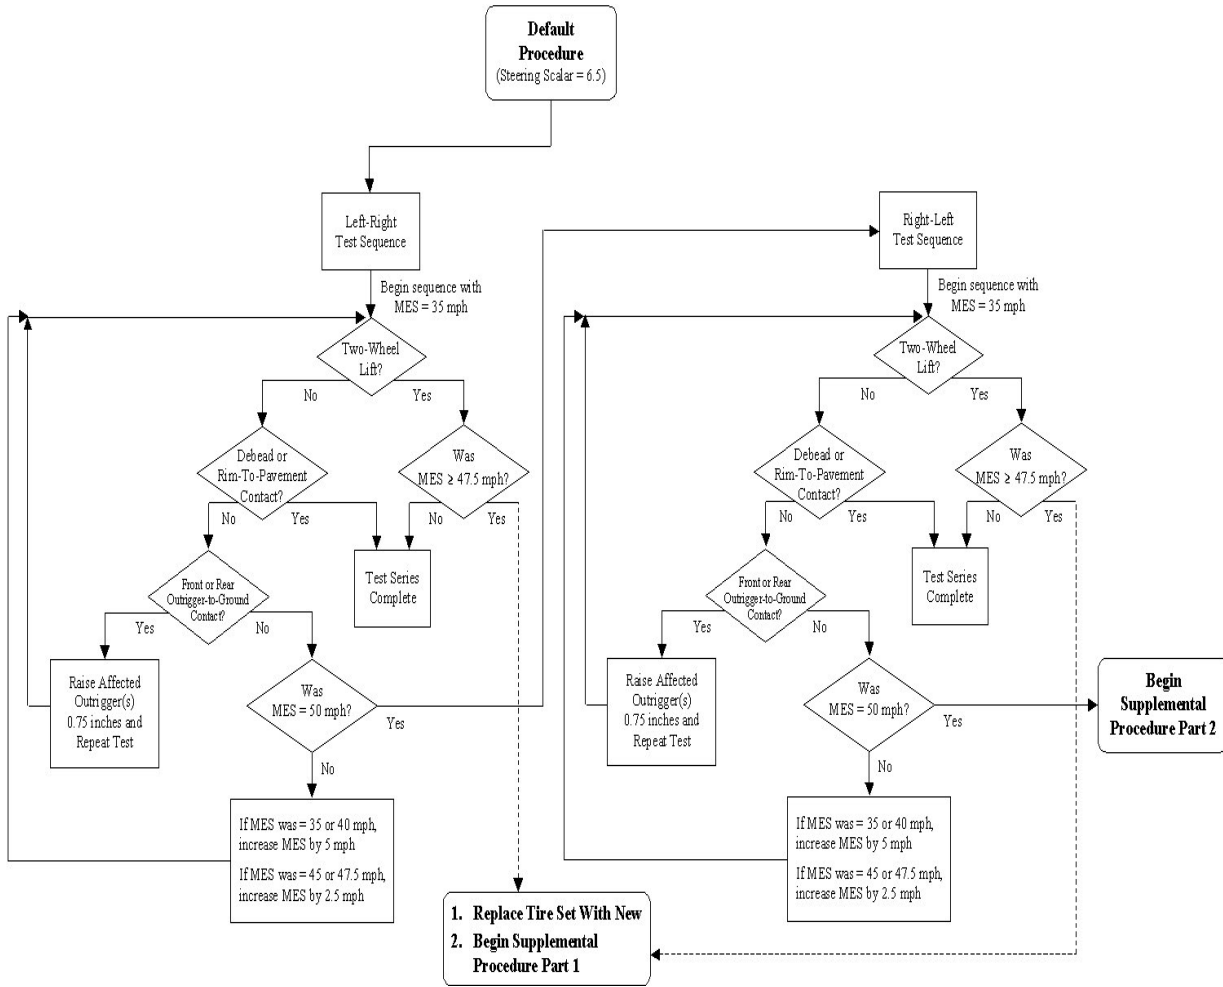 Default
Procedure
(Steering Scalar = 6.5)
Left-Right
Test Sequence
Begin sequence with
MES = 35 mph
Two-Wheel
Lift?
No
Yes
Debead or
Rim-To-Pavement
Contact?
Was
MES ≥ 47.5 mph?
No
Yes
No
Yes
Front or Rear
Outrigger-to-Ground
Contact?
Test Series
Complete
Yes
No
Raise Affected
Outrigger(s)
0.75 inches and
Repeat Test
Was
MES = 50 mph?
Yes
No
If MES was = 35 or 40 mph,
increase MES by 5 mph
If MES was = 45 or 47.5 mph,
increase MES by 2.5 mph
Right-Left
Test Sequence
Begin sequence with
MES = 35 mph
Two-Wheel
Lift?
No
Yes
Debead or
Rim-To-Pavement
Contact?
Was
MES ≥ 47.5 mph?
No
Yes
No
Yes
Front or Rear
Outrigger-to-Ground
Contact?
Test Series
Complete
Yes
No
Raise Affected
Outrigger(s)
0.75 inches and
Repeat Test
Was
MES = 50 mph?
Yes
No
If MES was = 35 or 40 mph,
increase MES by 5 mph
If MES was = 45 or 47.5 mph,
increase MES by 2.5 mph
Begin
Supplemental
Procedure Part 2
1. Replace Tire Set With New
2. Begin Supplemental
Procedure Part 1